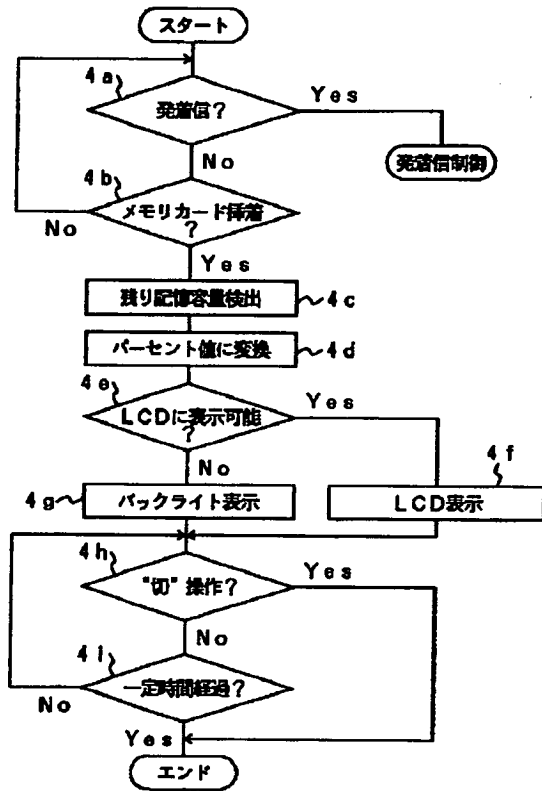 スタート
4a
発着信?
Yes
発着信制御
No
4b
メモリカード挿着
?
No
Yes
残り記憶容量検出
4c
パーセント値に変換
4d
4e
LCDに表示可能
?
Yes
No
4f
4g
バックライト表示
LCD表示
4h
“切”操作?
Yes
No
4i
一定時間経過?
No
Yes
エンド